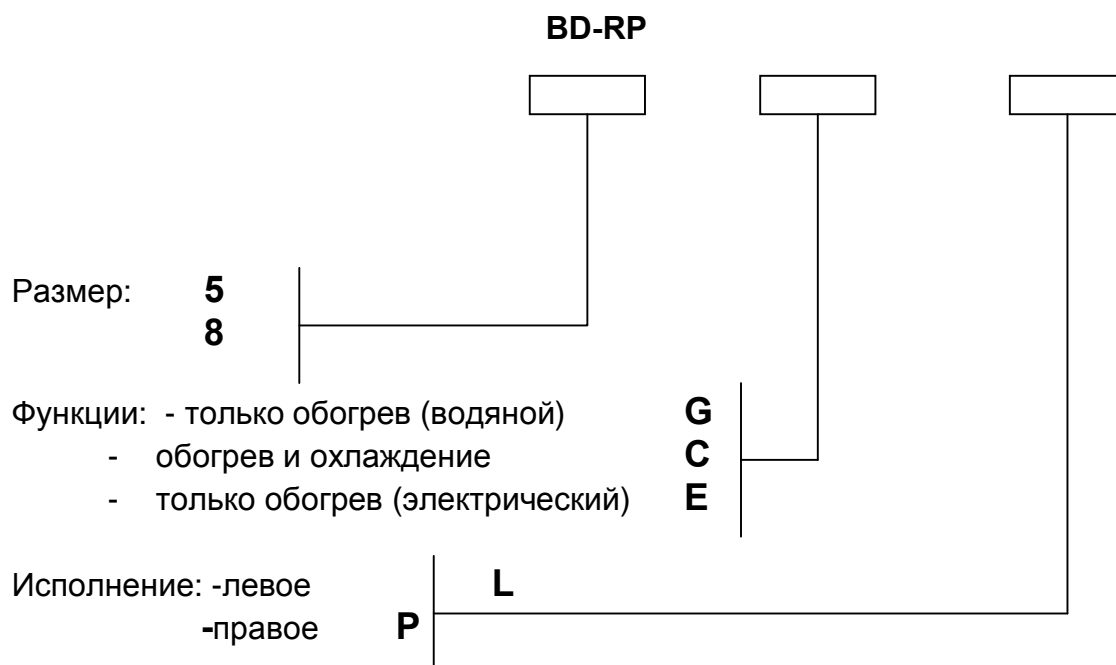 BD-RP
Размер: 5
8
Функции: - только обогрев (водяной) G
- обогрев и охлаждение C
- только обогрев (электрический) E
Исполнение: -левое L
-правое P